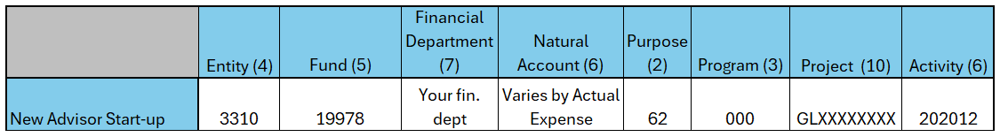 Entity (4)
Fund (5)
Financial
Department
(7)
Natural
Account (6)
Purpose
(2)
Program (3)
Project  (10)
Activity (6)
New Advisor Start-up
3310
19978
Your fin.
dept
Varies by Actual
Expense
62
000
GLXXXXXXXX
202012